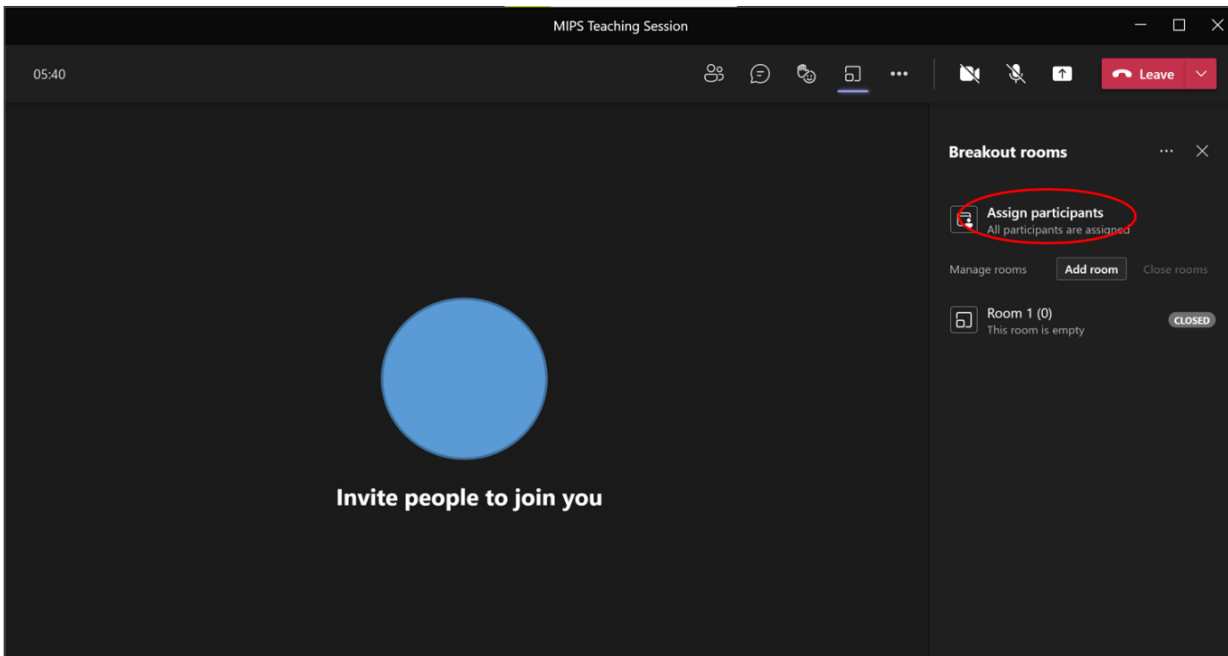 MIPS Teaching Session
05:40
Leave
Breakout rooms
Assign participants
All participants are assigned
Manage rooms Add room Close rooms
Room 1 (0)
This room is empty
CLOSED
Invite people to join you